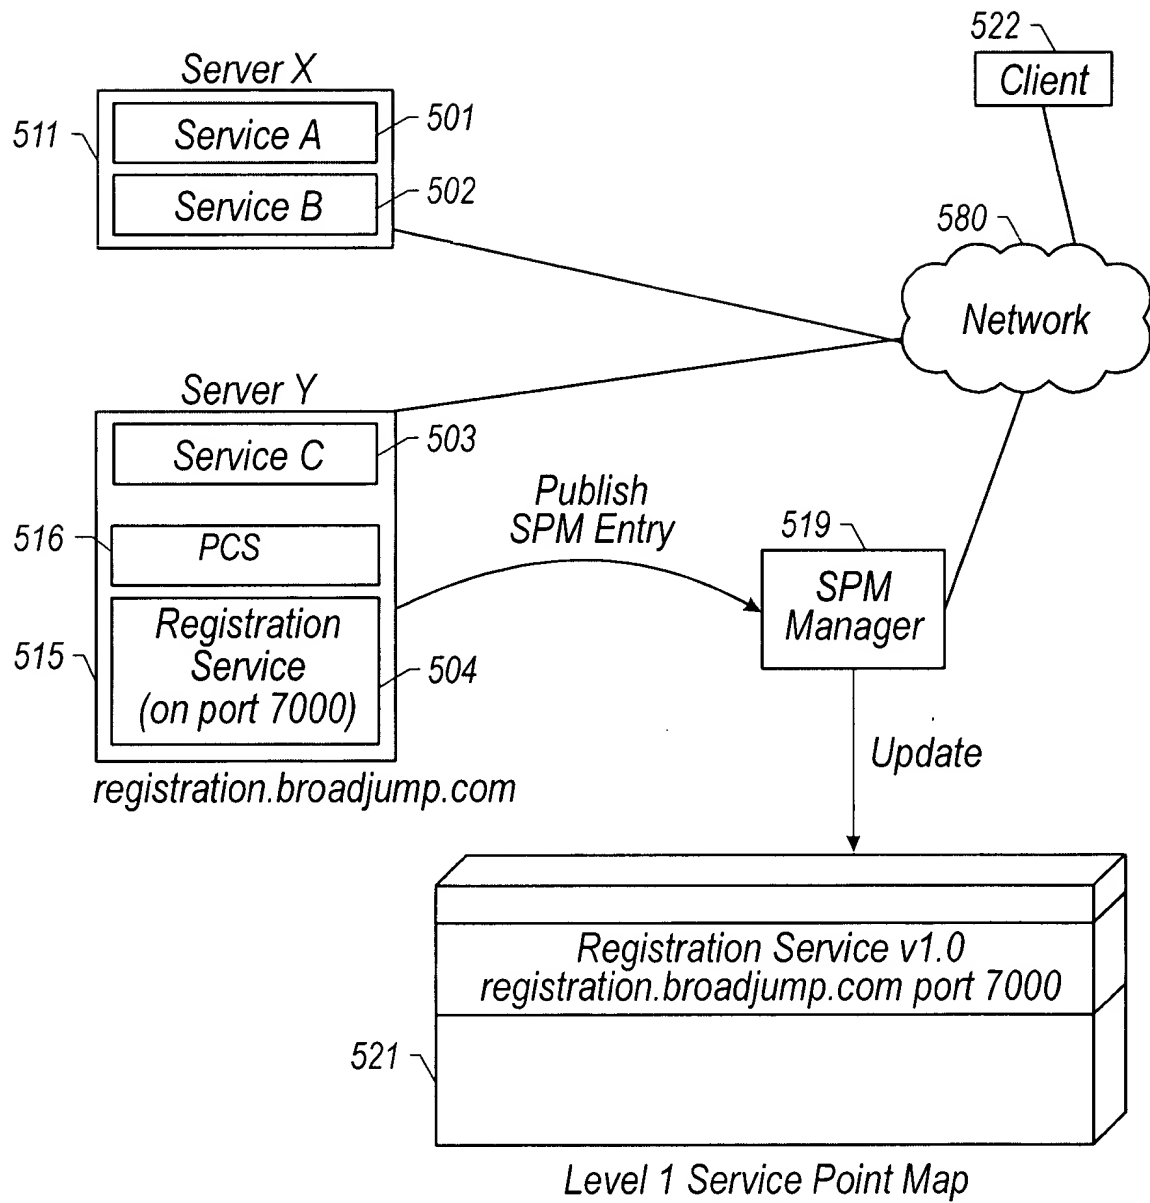 Server X
511
Service A
501
Service B
502
522
Client
580
Network
Server Y
Service C
503
516
PCS
515
Registration
Service
(on port 7000)
504
registration.broadjump.com
Publish
SPM Entry
519
SPM
Manager
Update
Registration Service v1.0
registration.broadjump.com port 7000
521
Level 1 Service Point Map